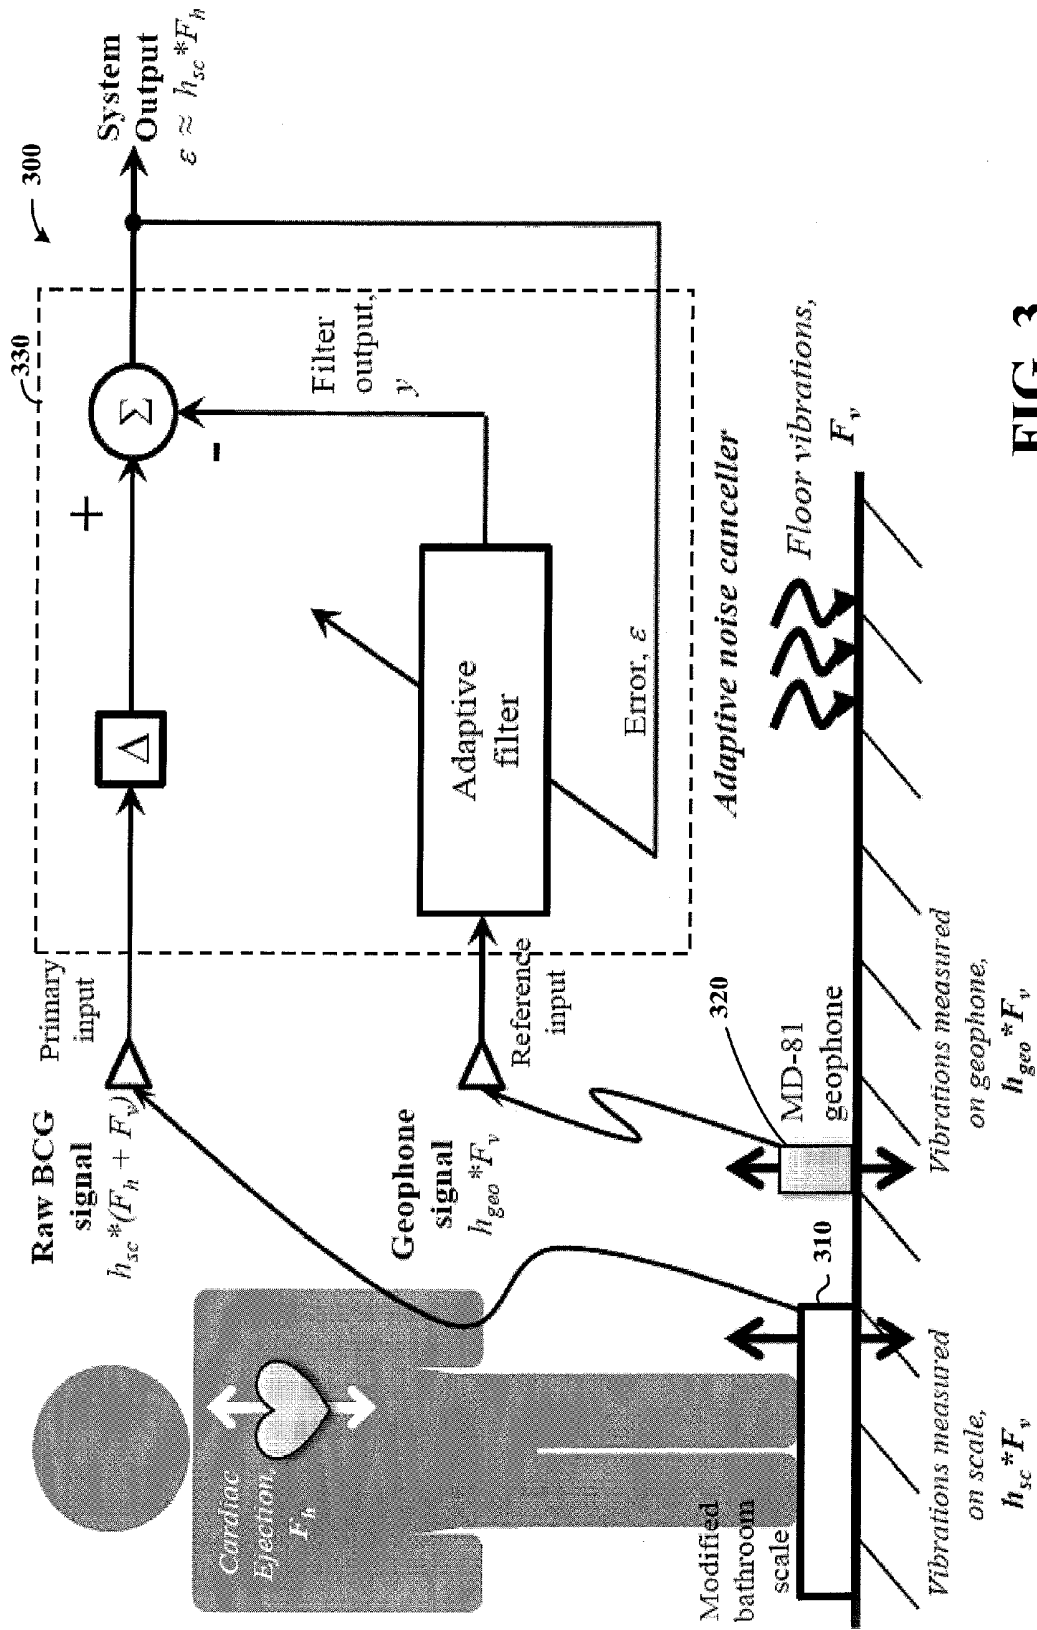 300
330
System
Output
ε ≈ h_sc*F_h
Primary
input
Raw BCG
signal
h_sc*(F_h + F_v)
Δ
+
Σ
-
Filter
output,
y
Adaptive
filter
Error, ε
Reference
input
Geophone
signal
h_geo*F_v
Adaptive noise canceller
Cardiac
Ejection,
F_h
Modified
bathroom
scale
310
320
MD-81
geophone
Floor vibrations,
F_v
Vibrations measured
on scale,
h_sc*F_v
Vibrations measured
on geophone,
h_geo*F_v
FIG. 3